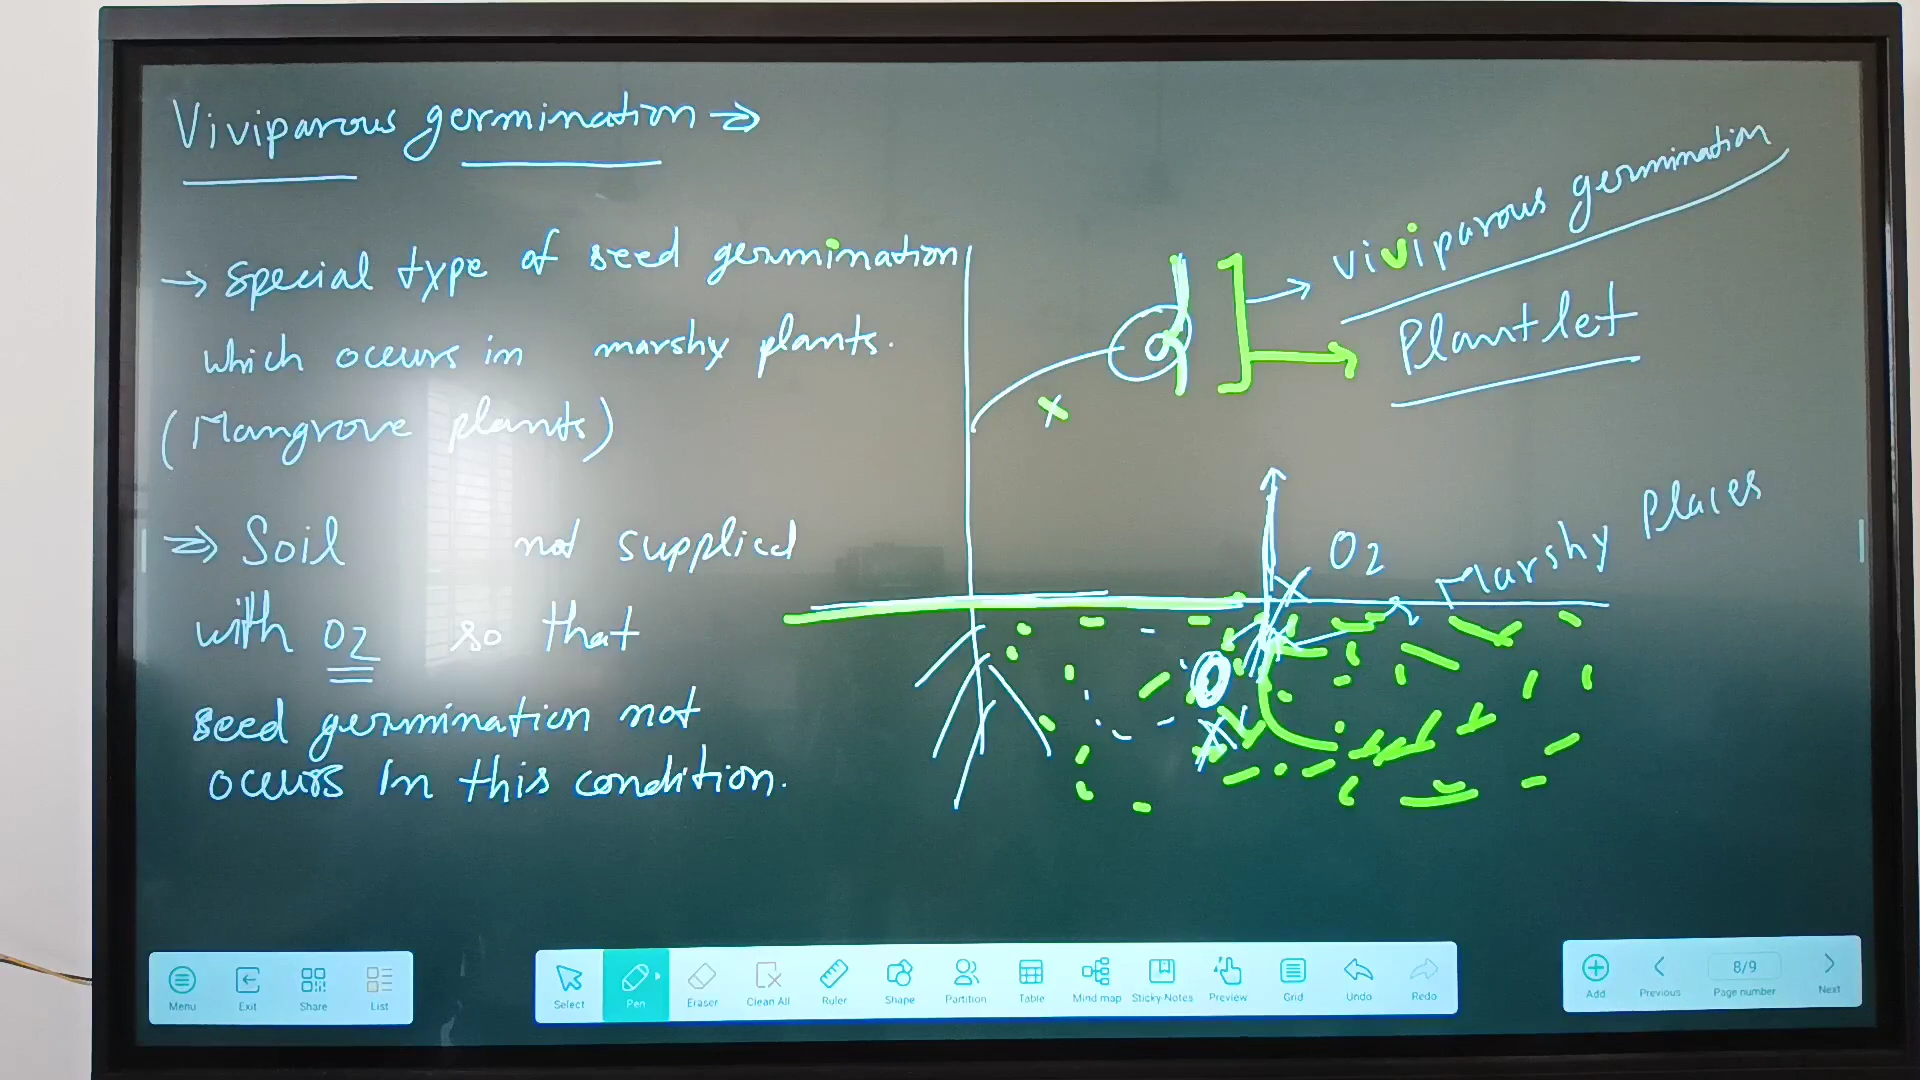 Viviparous germination →
→ Special type of seed germination
which occurs in marshy plants.
(Mangrove plants)
⇒ Soil not supplied
with O2 so that
seed germination not
occurs in this condition.
→ viviparous germination
Plantlet
x
O2
Marshy Places
Menu
Exit
Share
List
Select
Pen
Eraser
Clean All
Ruler
Shape
Partition
Table
Mind map
Sticky Notes
Preview
Grid
Undo
Redo
Add
Previous
8/9
Page number
Next